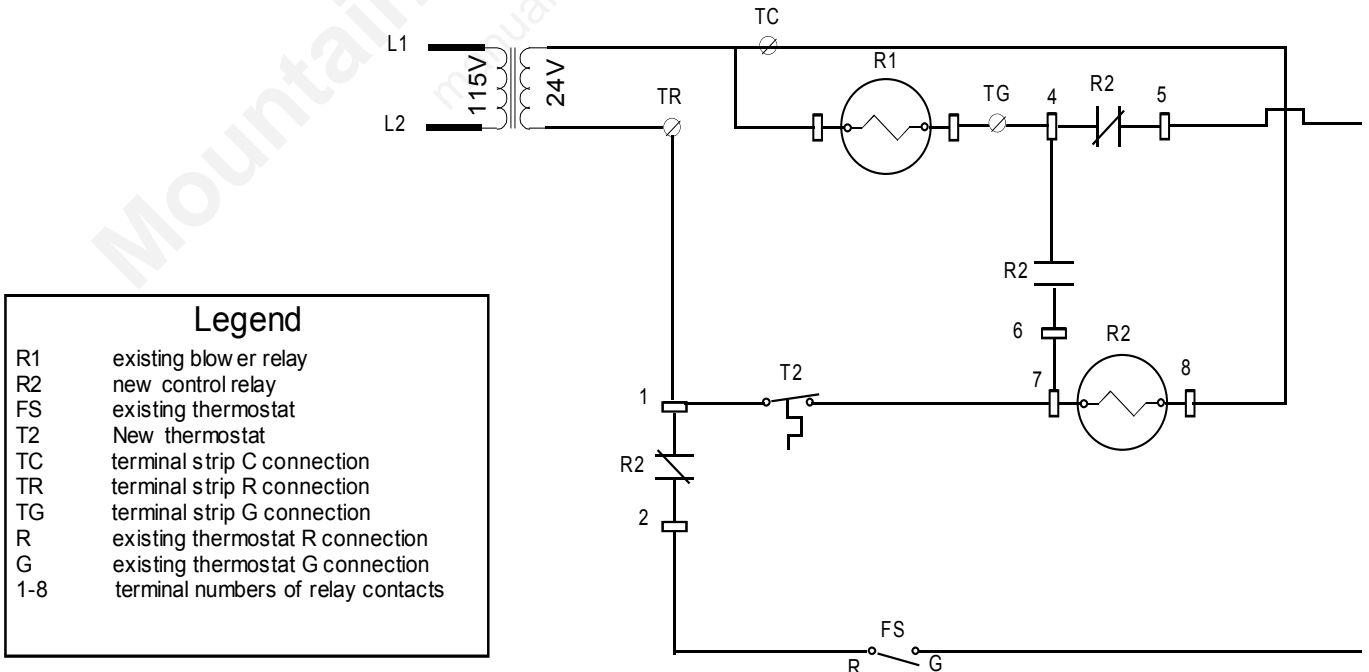 Mountain
manual
TC
L1
R1
115V
24V
TR
TG
4
R2
5
L2
R2
6
R2
Legend
R1 existing blower relay
R2 new control relay
FS existing thermostat
T2 New thermostat
TC terminal strip C connection
TR terminal strip R connection
TG terminal strip G connection
R existing thermostat R connection
G existing thermostat G connection
1-8 terminal numbers of relay contacts
1
T2
7
8
R2
2
FS
R
G